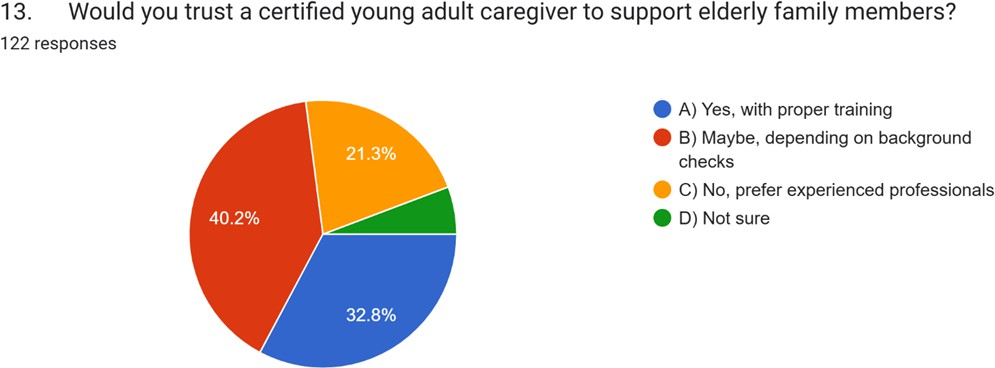 13. Would you trust a certified young adult caregiver to support elderly family members?
122 responses
A) Yes, with proper training
B) Maybe, depending on background
checks
C) No, prefer experienced professionals
D) Not sure
21.3%
40.2%
32.8%